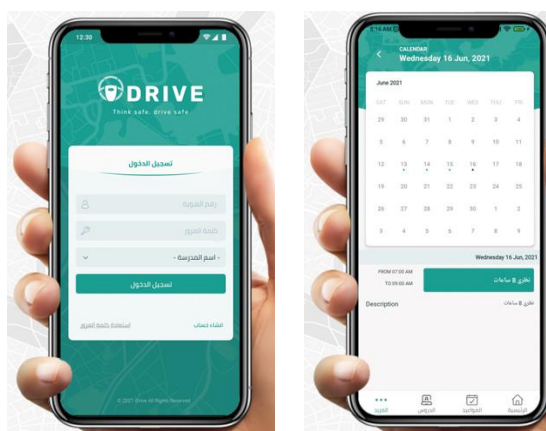 12:30
DRIVE
Think safe. drive safe
تسجيل الدخول
رقم الهوية
كلمة المرور
- اسم المدرسة -
تسجيل الدخول
انشاء حساب
استعادة كلمة المرور
© 2021 drive All Rights Reserved
CALENDAR
Wednesday 16 Jun, 2021
June 2021
SAT SUN MON TUE WED THU FRI
29 30 31 1 2 3 4
5 6 7 8 9 10 11
12 13 14 15 16 17 18
19 20 21 22 23 24 25
26 27 28 29 30 1 2
3 4 5 6 7 8 9
Wednesday 16 Jun, 2021
FROM 07:00 AM
TO 09:00 AM
نظري 8 ساعات
Description
نظري 8 ساعات
الرئيسية
المواعيد
الدروس
المزيد